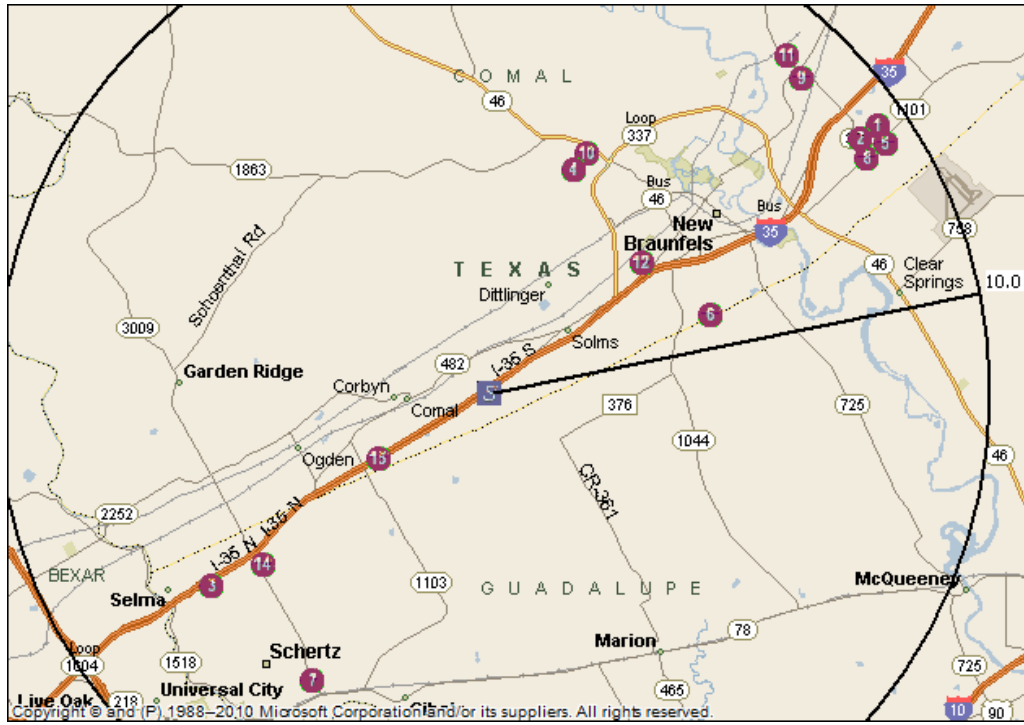 11
9
35
COMAL
46
1101
1
2
5
8
Loop
337
10
4
1863
Bus
46
New
Braunfels
Bus
35
758
46
Clear
Springs
10.0
TEXAS
12
Dittlinger
Schoenthal Rd
6
3009
Solms
I-35 S
482
Garden Ridge
Corbyn
Comal
S
376
725
1044
46
Ogden
CR-361
2252
I-35 N
I-35 N
14
BEXAR
3
Selma
1103
GUADALUPE
McQueeney
78
Marion
Loop
1604
1518
Schertz
7
725
465
Universal City
Live Oak
218
10
90
Copyright © and (P) 1988–2010 Microsoft Corporation and/or its suppliers. All rights reserved.